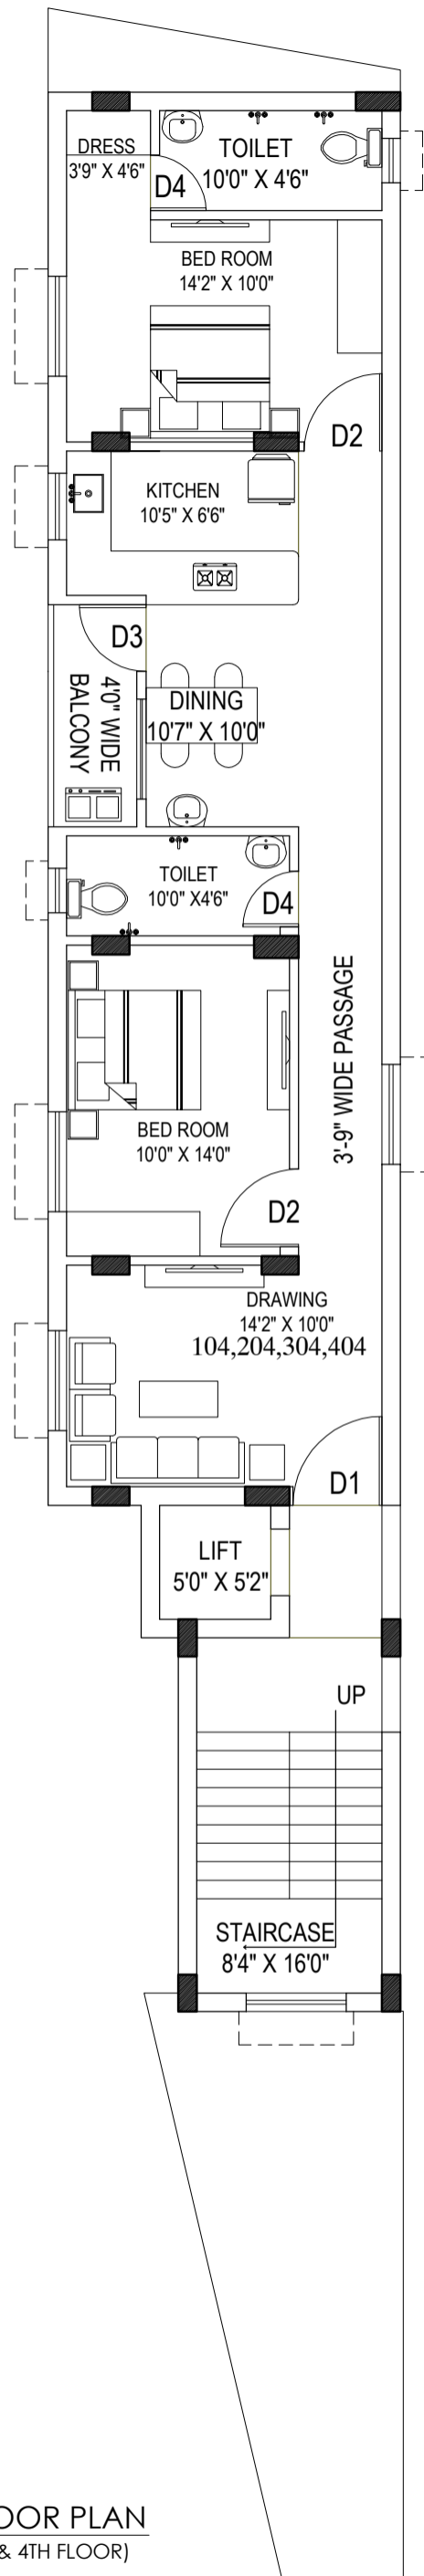 DRESS
3'9" X 4'6"
D4
TOILET
10'0" X 4'6"
BED ROOM
14'2" X 10'0"
D2
KITCHEN
10'5" X 6'6"
D3
4'0" WIDE
BALCONY
DINING
10'7" X 10'0"
TOILET
10'0" X4'6"
D4
3'-9" WIDE PASSAGE
BED ROOM
10'0" X 14'0"
D2
DRAWING
14'2" X 10'0"
104,204,304,404
D1
LIFT
5'0" X 5'2"
UP
STAIRCASE
8'4" X 16'0"
OOR PLAN
& 4TH FLOOR)